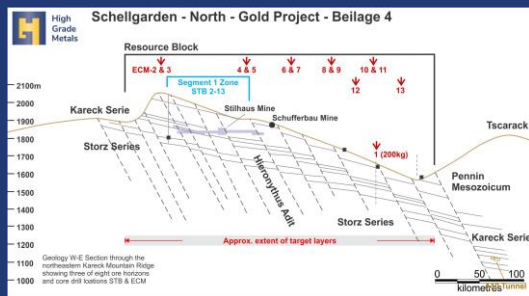 High
Grade
Metals
Schellgarden - North - Gold Project - Beilage 4
Resource Block
ECM-2 & 3
4 & 5
6 & 7
8 & 9
10 & 11
12
13
Segment 1 Zone
STB 2-13
2100m
2000
1900
1800
1700
1600
1500
1400
1300
1200
1100
1000
Kareck Serie
Stilhaus Mine
Schufferbau Mine
Tscarack
Storz Series
1 (200kg)
Hieronythus Adit
Pennin
Mesozoicum
Storz Series
Kareck Serie
Approx. extent of target layers
Geology W-E Section through the
northeastern Kareck Mountain Ridge
showing three of eight ore horizons
and core drill loations STB & ECM
0 50 100
kilometres
Tunnel